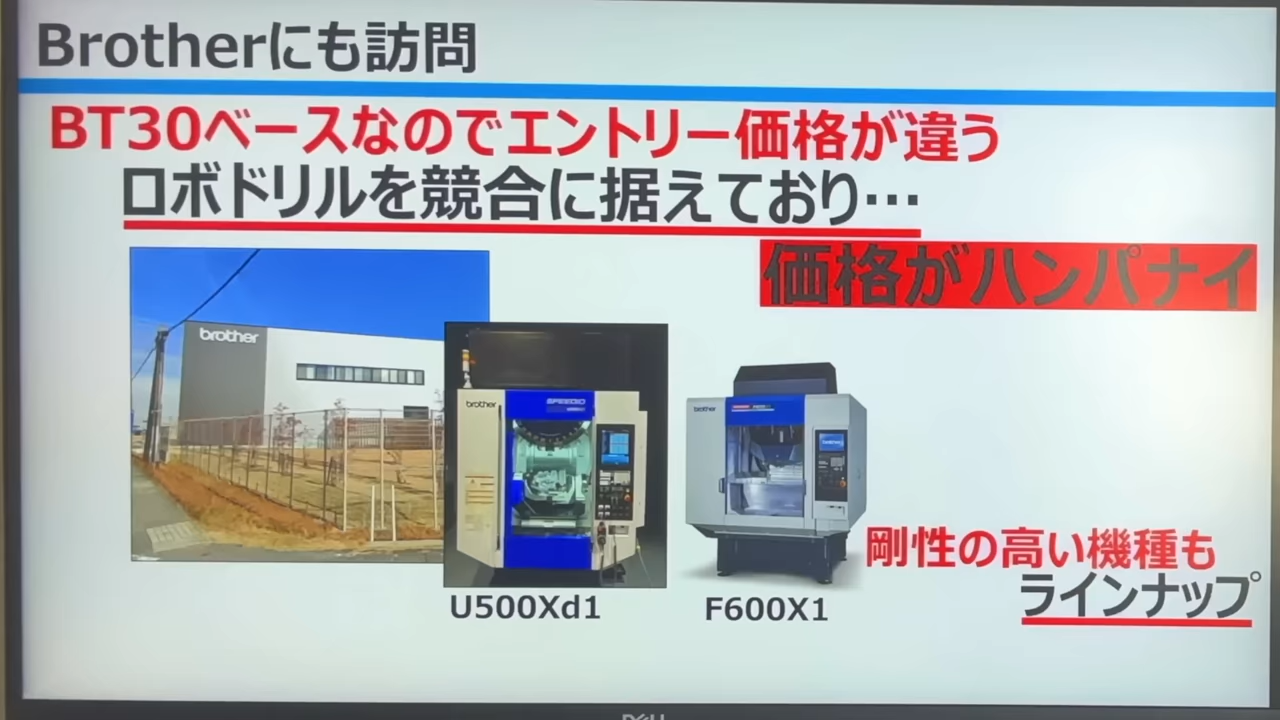 Brotherにも訪問
BT30ベースなのでエントリー価格が違う
ロボドリルを競合に据えており…
価格がハンパナイ
brother
brother
SPEEDIO
brother
剛性の高い機種も
ラインナップ
U500Xd1
F600X1